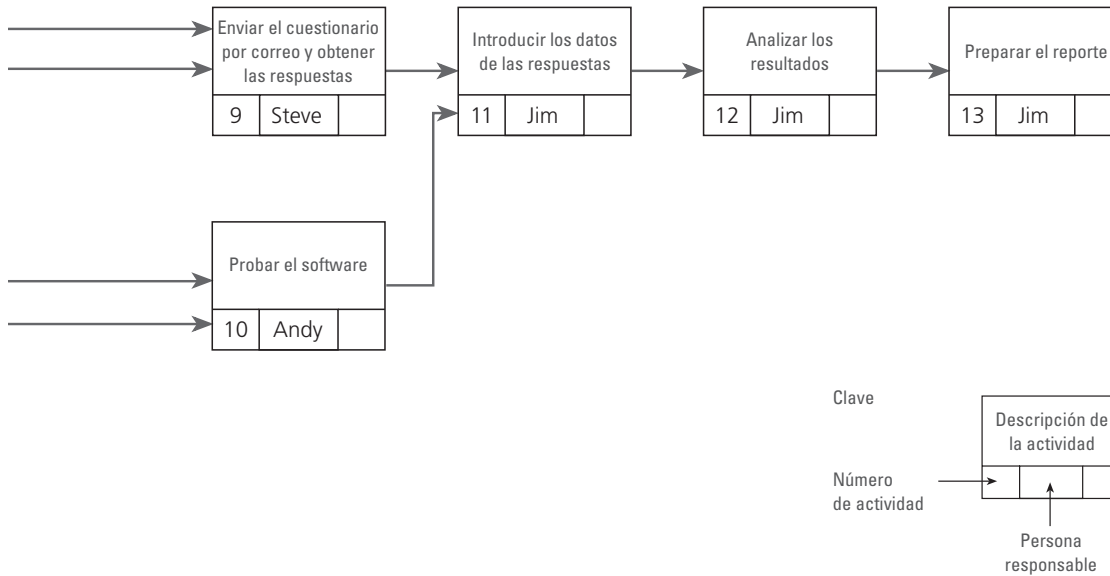 Enviar el cuestionario
por correo y obtener
las respuestas
9 Steve
Introducir los datos
de las respuestas
11 Jim
Analizar los
resultados
12 Jim
Preparar el reporte
13 Jim
Probar el software
10 Andy
Clave
Descripción de
la actividad
Número
de actividad
Persona
responsable